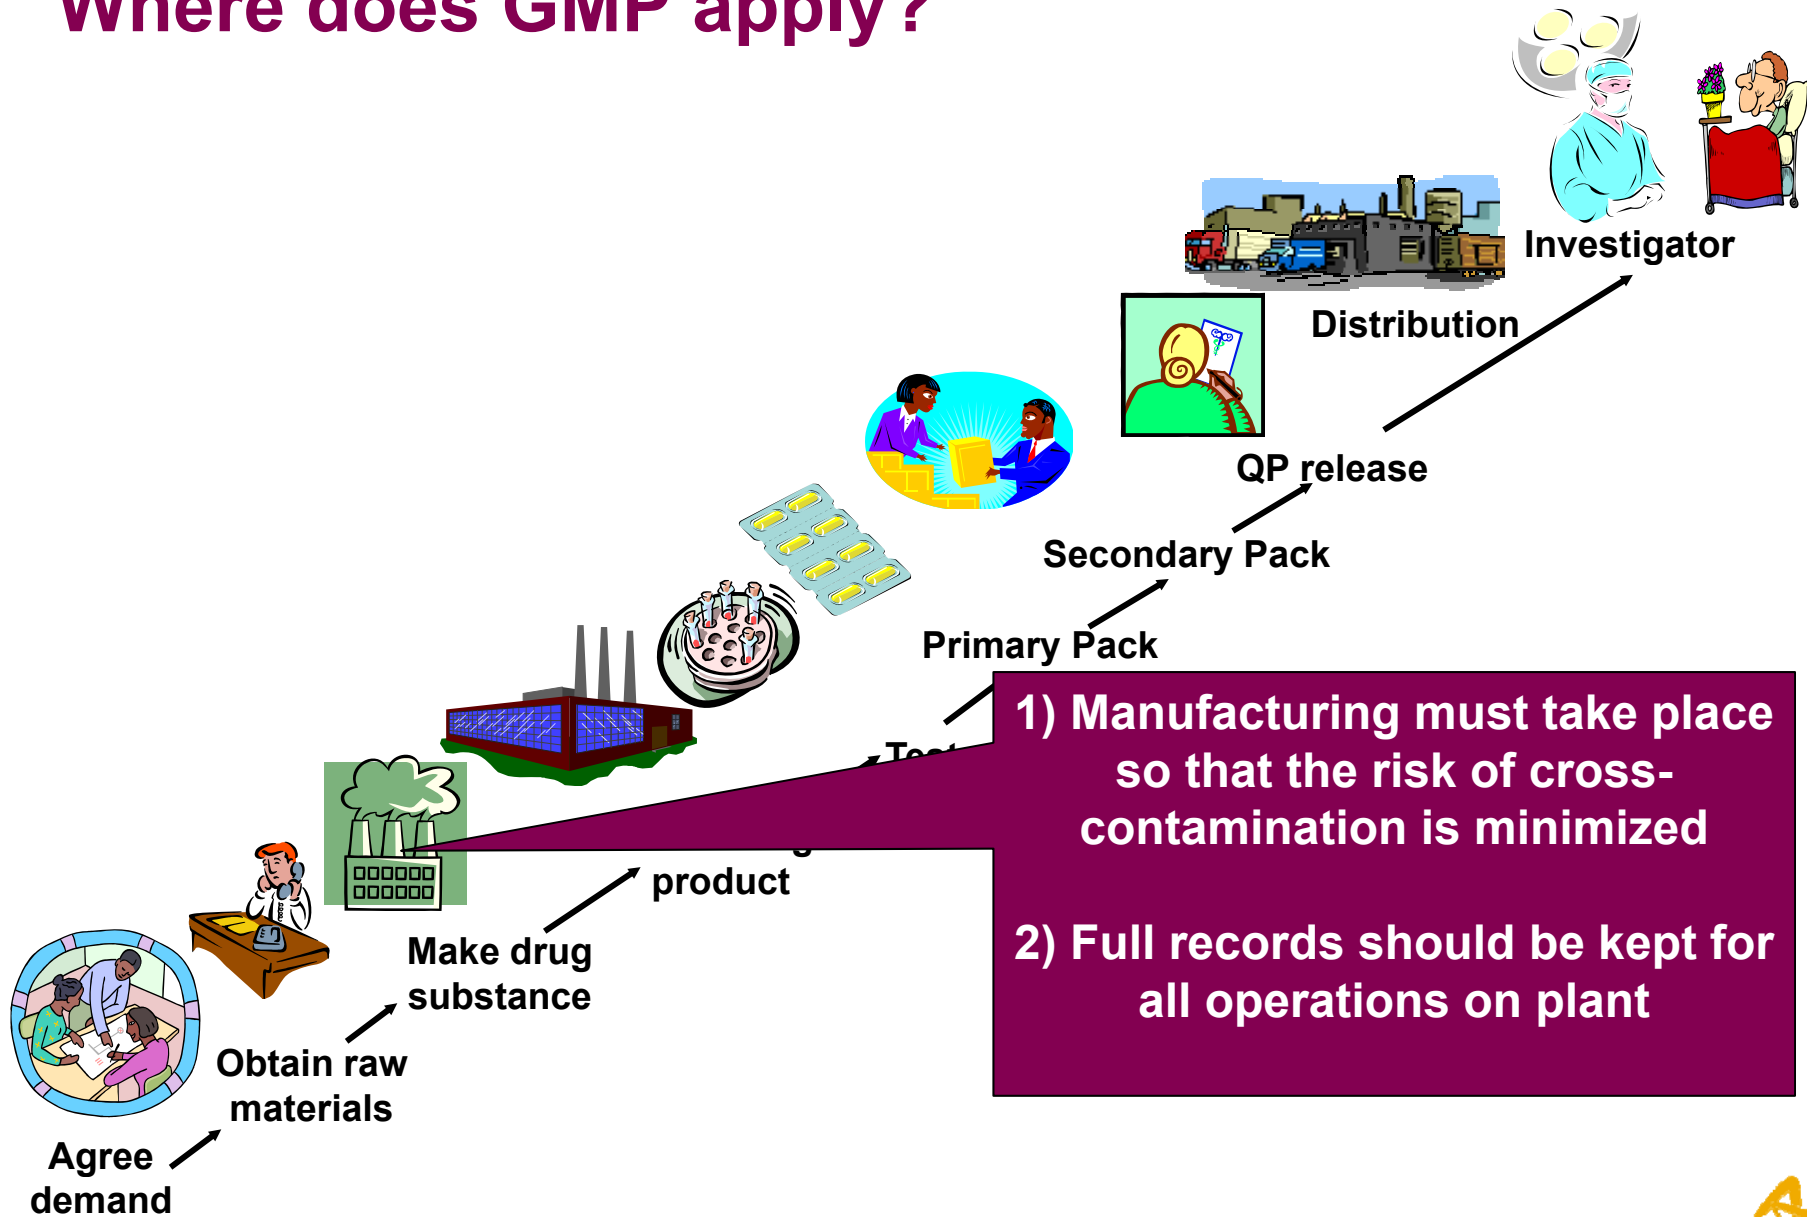 Where does GMP apply?
Investigator
Distribution
QP release
Secondary Pack
Primary Pack
1) Manufacturing must take place
so that the risk of cross-
contamination is minimized
2) Full records should be kept for
all operations on plant
product
Make drug
substance
Obtain raw
materials
Agree
demand